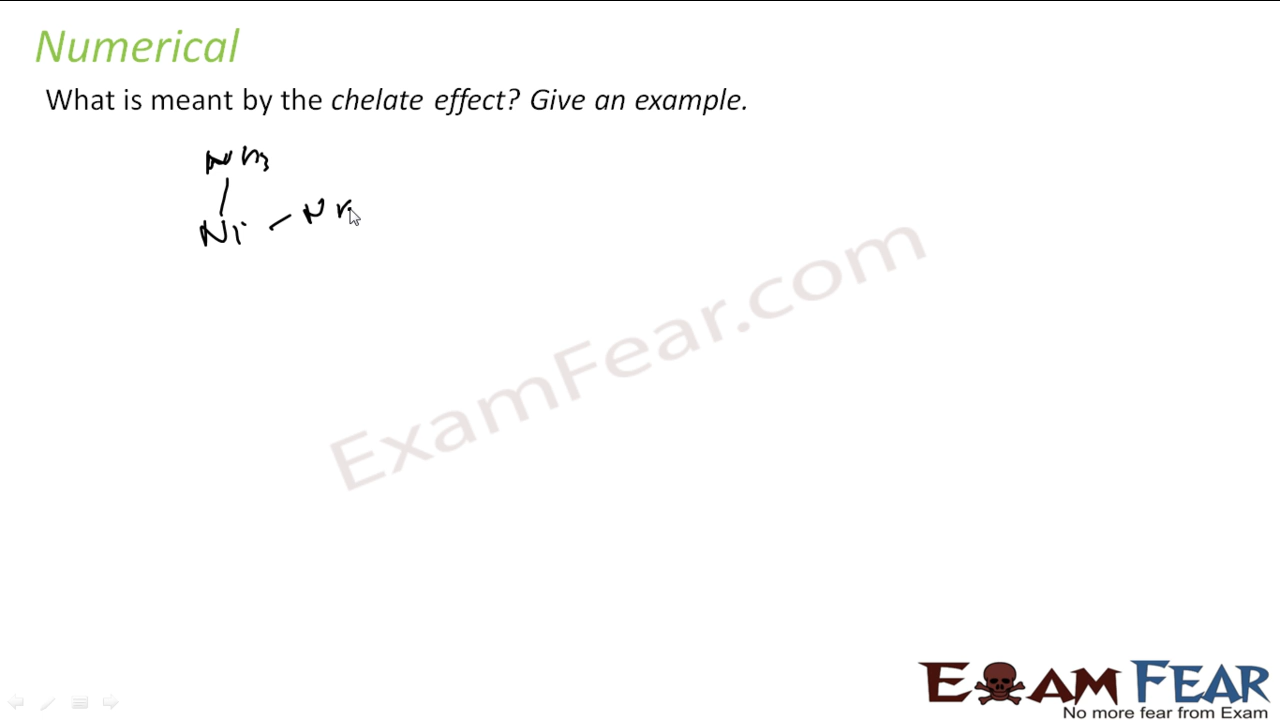 Numerical
What is meant by the chelate effect? Give an example.
NH3
Ni - N
ExamFear.com
EXAM FEAR
No more fear from Exam